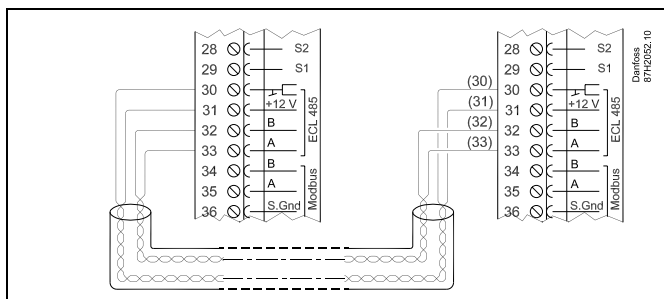 28 S2
29 S1
30
31 +12 V
32 B
33 A
34 B
35 A
36 S.Gnd
ECL 485
Modbus
(30)
(31)
(32)
(33)
28 S2
29 S1
30
31 +12 V
32 B
33 A
34 B
35 A
36 S.Gnd
ECL 485
Modbus
Danfoss
87H2052.10